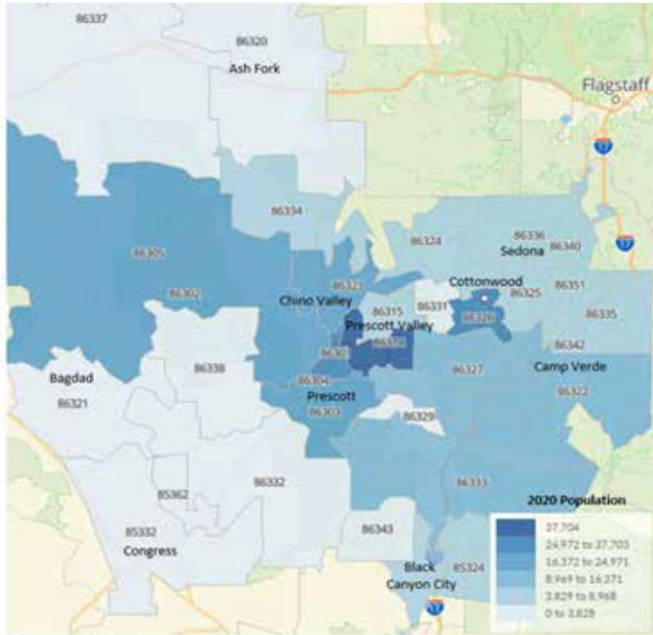 86337
86320
Ash Fork
Flagstaff
17
86334
86324
86336
Sedona
86340
17
86305
86302
86323
Chino Valley
Cottonwood
86351
86325
86315
86331
86335
86326
Prescott Valley
86314
86342
86301
Camp Verde
86338
86327
Bagdad
86304
86322
Prescott
86321
86303
86329
86332
86333
85362
2020 Population
85332
86343
37,704
Congress
24,972 to 37,703
16,372 to 24,971
Black
Canyon City
85324
8,969 to 16,371
3,829 to 8,968
17
0 to 3,828